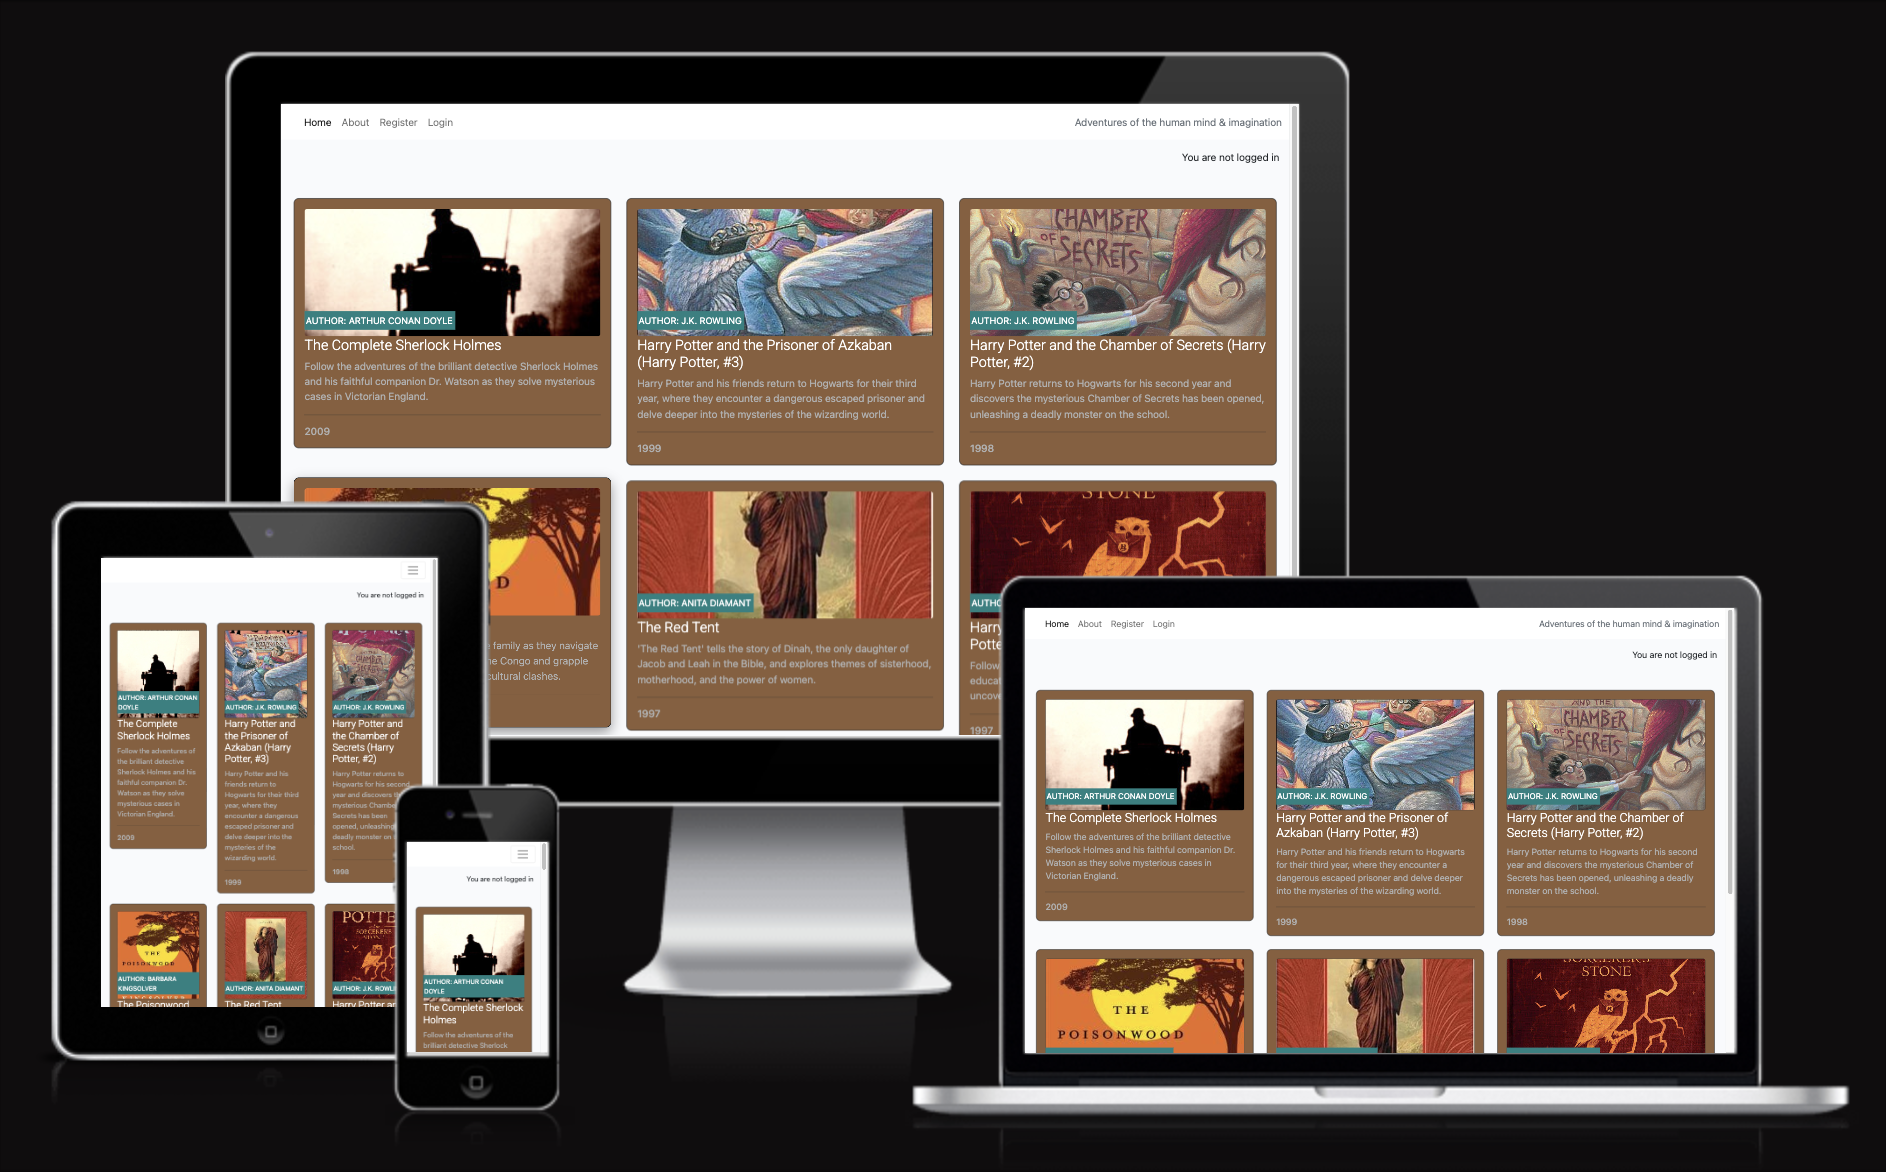 Home About Register Login
Adventures of the human mind & imagination
You are not logged in
AUTHOR: ARTHUR CONAN DOYLE
The Complete Sherlock Holmes
Follow the adventures of the brilliant detective Sherlock Holmes
and his faithful companion Dr. Watson as they solve mysterious
cases in Victorian England.
2009
AUTHOR: J.K. ROWLING
Harry Potter and the Prisoner of Azkaban
(Harry Potter, #3)
Harry Potter and his friends return to Hogwarts for their third
year, where they encounter a dangerous escaped prisoner and
delve deeper into the mysteries of the wizarding world.
1999
CHAMBER
OF SECRETS
AUTHOR: J.K. ROWLING
Harry Potter and the Chamber of Secrets (Harry
Potter, #2)
Harry Potter returns to Hogwarts for his second year and
discovers the mysterious Chamber of Secrets has been opened,
unleashing a deadly monster on the school.
1998
D
family as they navigate
Congo and grapple
cultural clashes.
AUTHOR: ANITA DIAMANT
The Red Tent
'The Red Tent' tells the story of Dinah, the only daughter of
Jacob and Leah in the Bible, and explores themes of sisterhood,
motherhood, and the power of women.
1997
STONE
Harry
Follow
1997
You are not logged in
AUTHOR: ARTHUR CONAN
DOYLE
The Complete
Sherlock Holmes
Follow the adventures of
the brilliant detective
Sherlock Holmes and his
faithful companion Dr.
Watson as they solve
mysterious cases in
Victorian England.
2009
AUTHOR: J.K. ROWLING
Harry Potter and
the Prisoner of
Azkaban (Harry
Potter, #3)
Harry Potter and his
friends return to
Hogwarts for their third
year, where they
encounter a dangerous
escaped prisoner and
delve deeper into the
mysteries of the
wizarding world.
1999
CHAMBER
OF SECRETS
AUTHOR: J.K. ROWLING
Harry Potter and
the Chamber of
Secrets (Harry
Potter, #2)
Harry Potter returns to
Hogwarts for his second
year and discovers
mysterious
Secrets has been
opened, unleashing
deadly monster on
school.
1998
THE
POISONWOOD
AUTHOR: BARBARA
KINGSOLVER
The Poisonwood
AUTHOR: ANITA DIAMANT
The Red Tent
POTTER
SORCERER'S
STONE
AUTHOR: J.K.
Harry Potter
You are not logged in
AUTHOR: ARTHUR CONAN
DOYLE
The Complete Sherlock
Holmes
Follow the adventures of the
brilliant detective Sherlock
Home About Register Login
Adventures of the human mind & imagination
You are not logged in
AUTHOR: ARTHUR CONAN DOYLE
The Complete Sherlock Holmes
Follow the adventures of the brilliant detective
Sherlock Holmes and his faithful companion Dr.
Watson as they solve mysterious cases in
Victorian England.
2009
AUTHOR: J.K. ROWLING
Harry Potter and the Prisoner of
Azkaban (Harry Potter, #3)
Harry Potter and his friends return to Hogwarts
for their third year, where they encounter a
dangerous escaped prisoner and delve deeper
into the mysteries of the wizarding world.
1999
AND THE
CHAMBER
OF SECRETS
AUTHOR: J.K. ROWLING
Harry Potter and the Chamber of
Secrets (Harry Potter, #2)
Harry Potter returns to Hogwarts for his second
year and discovers the mysterious Chamber of
Secrets has been opened, unleashing a deadly
monster on the school.
1998
THE
POISONWOOD
SORCERER'S
STONE